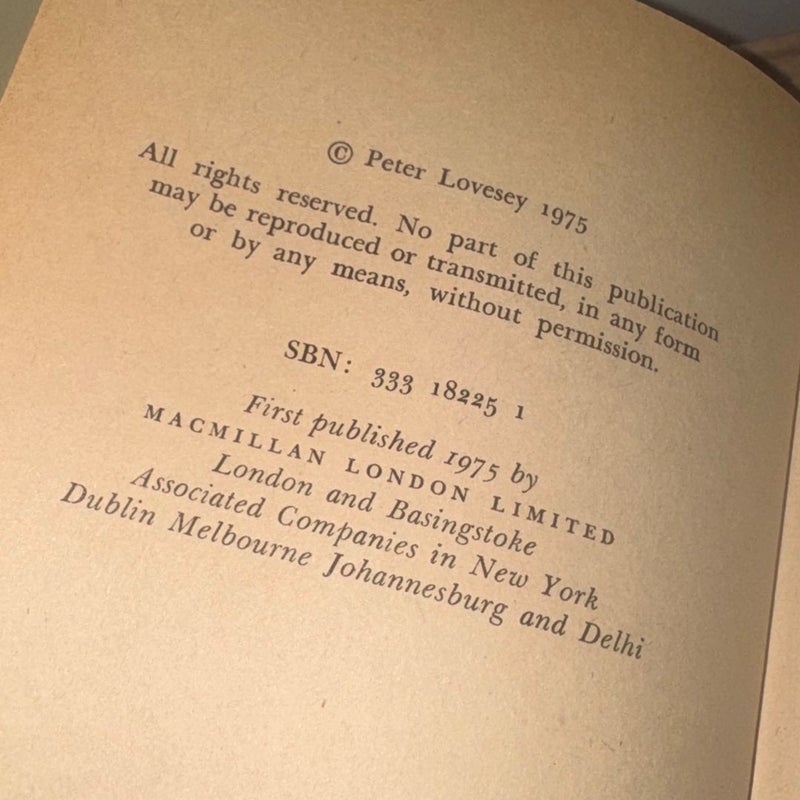 © Peter Lovesey 1975
All rights reserved. No part of this publication
may be reproduced or transmitted, in any form
or by any means, without permission.
SBN: 333 18225 1
First published 1975 by
MACMILLAN LONDON LIMITED
London and Basingstoke
Associated Companies in New York
Dublin Melbourne Johannesburg and Delhi